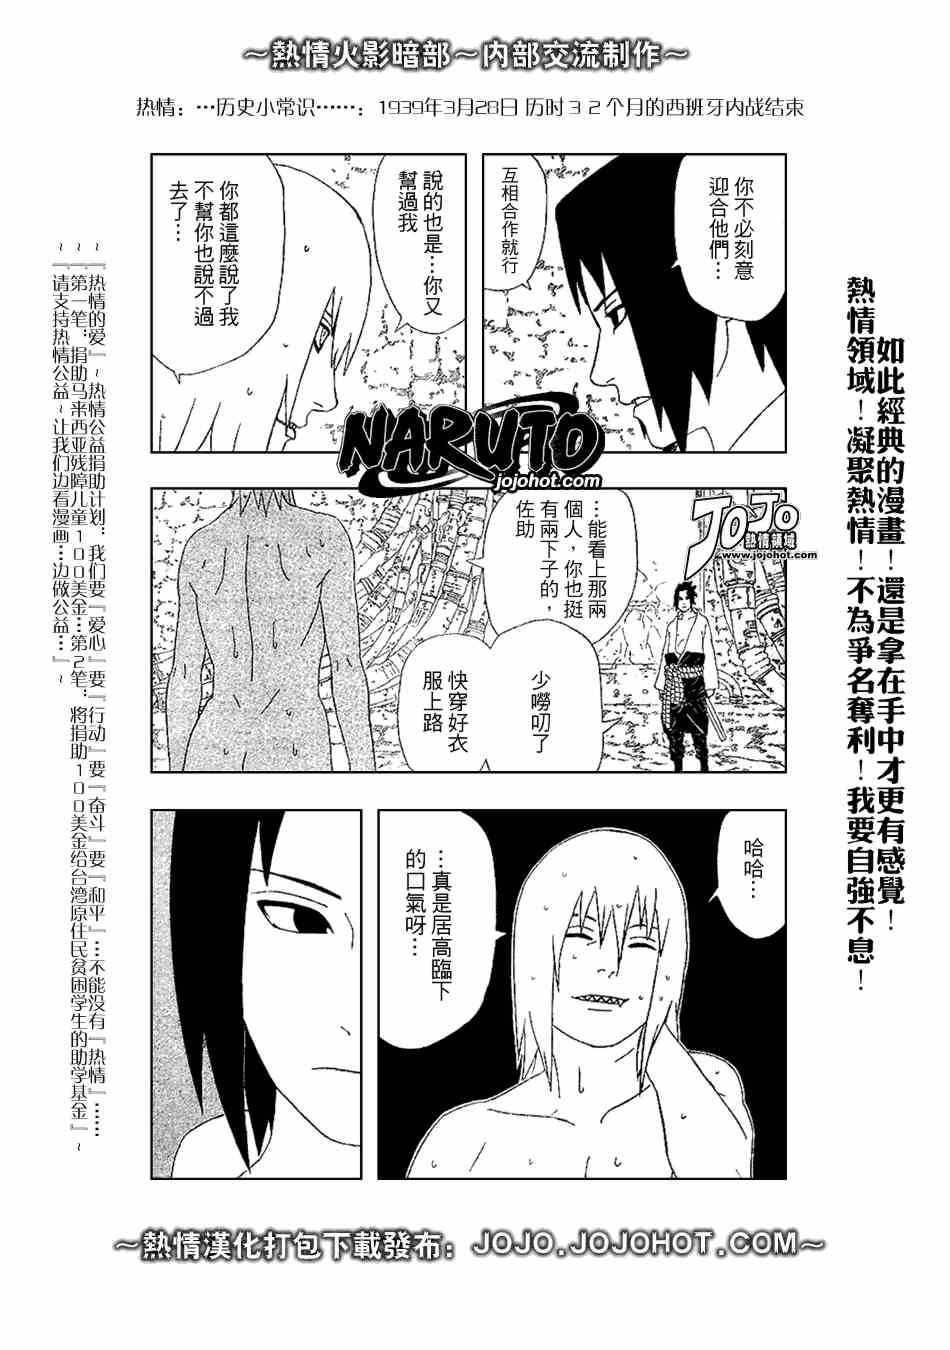 ～熱情火影暗部～内部交流制作～
热情：…历史小常识……：1939年3月28日 历时３２个月的西班牙内战结束
你不必刻意
迎合他們…
互相合作就行
說的也是…你又
幫過我
你都這麼說了我
不幫你也說不過
去了…
NARUTO
jojohot.com
JOJO
熱情領域
www.jojohot.com
…能看上那兩
個人，你也挺
有兩下子的，
佐助
少嘮叨了
快穿好衣
服上路
哈哈…
…真是居高臨下
的口氣呀…
如此經典的漫畫！還是拿在手中才更有感覺！
熱情領域！凝聚熱情！不為爭名奪利！我要自強不息！
~『热情的爱』~热情公益捐助计划：我们要『爱心』要『行动』要『奋斗』要『和平』…不能没有『热情』……
~『第一笔：捐助马来西亚残障儿童100美金…第2笔：将捐助100美金给台湾原住民贫困学生的助学基金』~
~『请支持热情公益~让我们边看漫画…边做公益…』~
～熱情漢化打包下載發布：JOJO.JOJOHOT.COM～